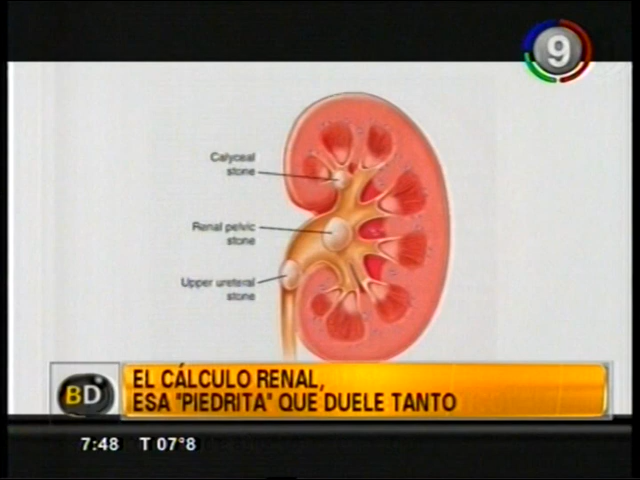 9
Calyceal
stone
Renal pelvic
stone
Upper ureteral
stone
BD
EL CÁLCULO RENAL,
ESA "PIEDRITA" QUE DUELE TANTO
7:48 T 07°8